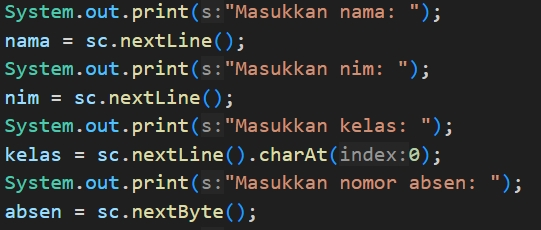 System.out.print(s:"Masukkan nama: ");
nama = sc.nextLine();
System.out.print(s:"Masukkan nim: ");
nim = sc.nextLine();
System.out.print(s:"Masukkan kelas: ");
kelas = sc.nextLine().charAt(index:0);
System.out.print(s:"Masukkan nomor absen: ");
absen = sc.nextByte();